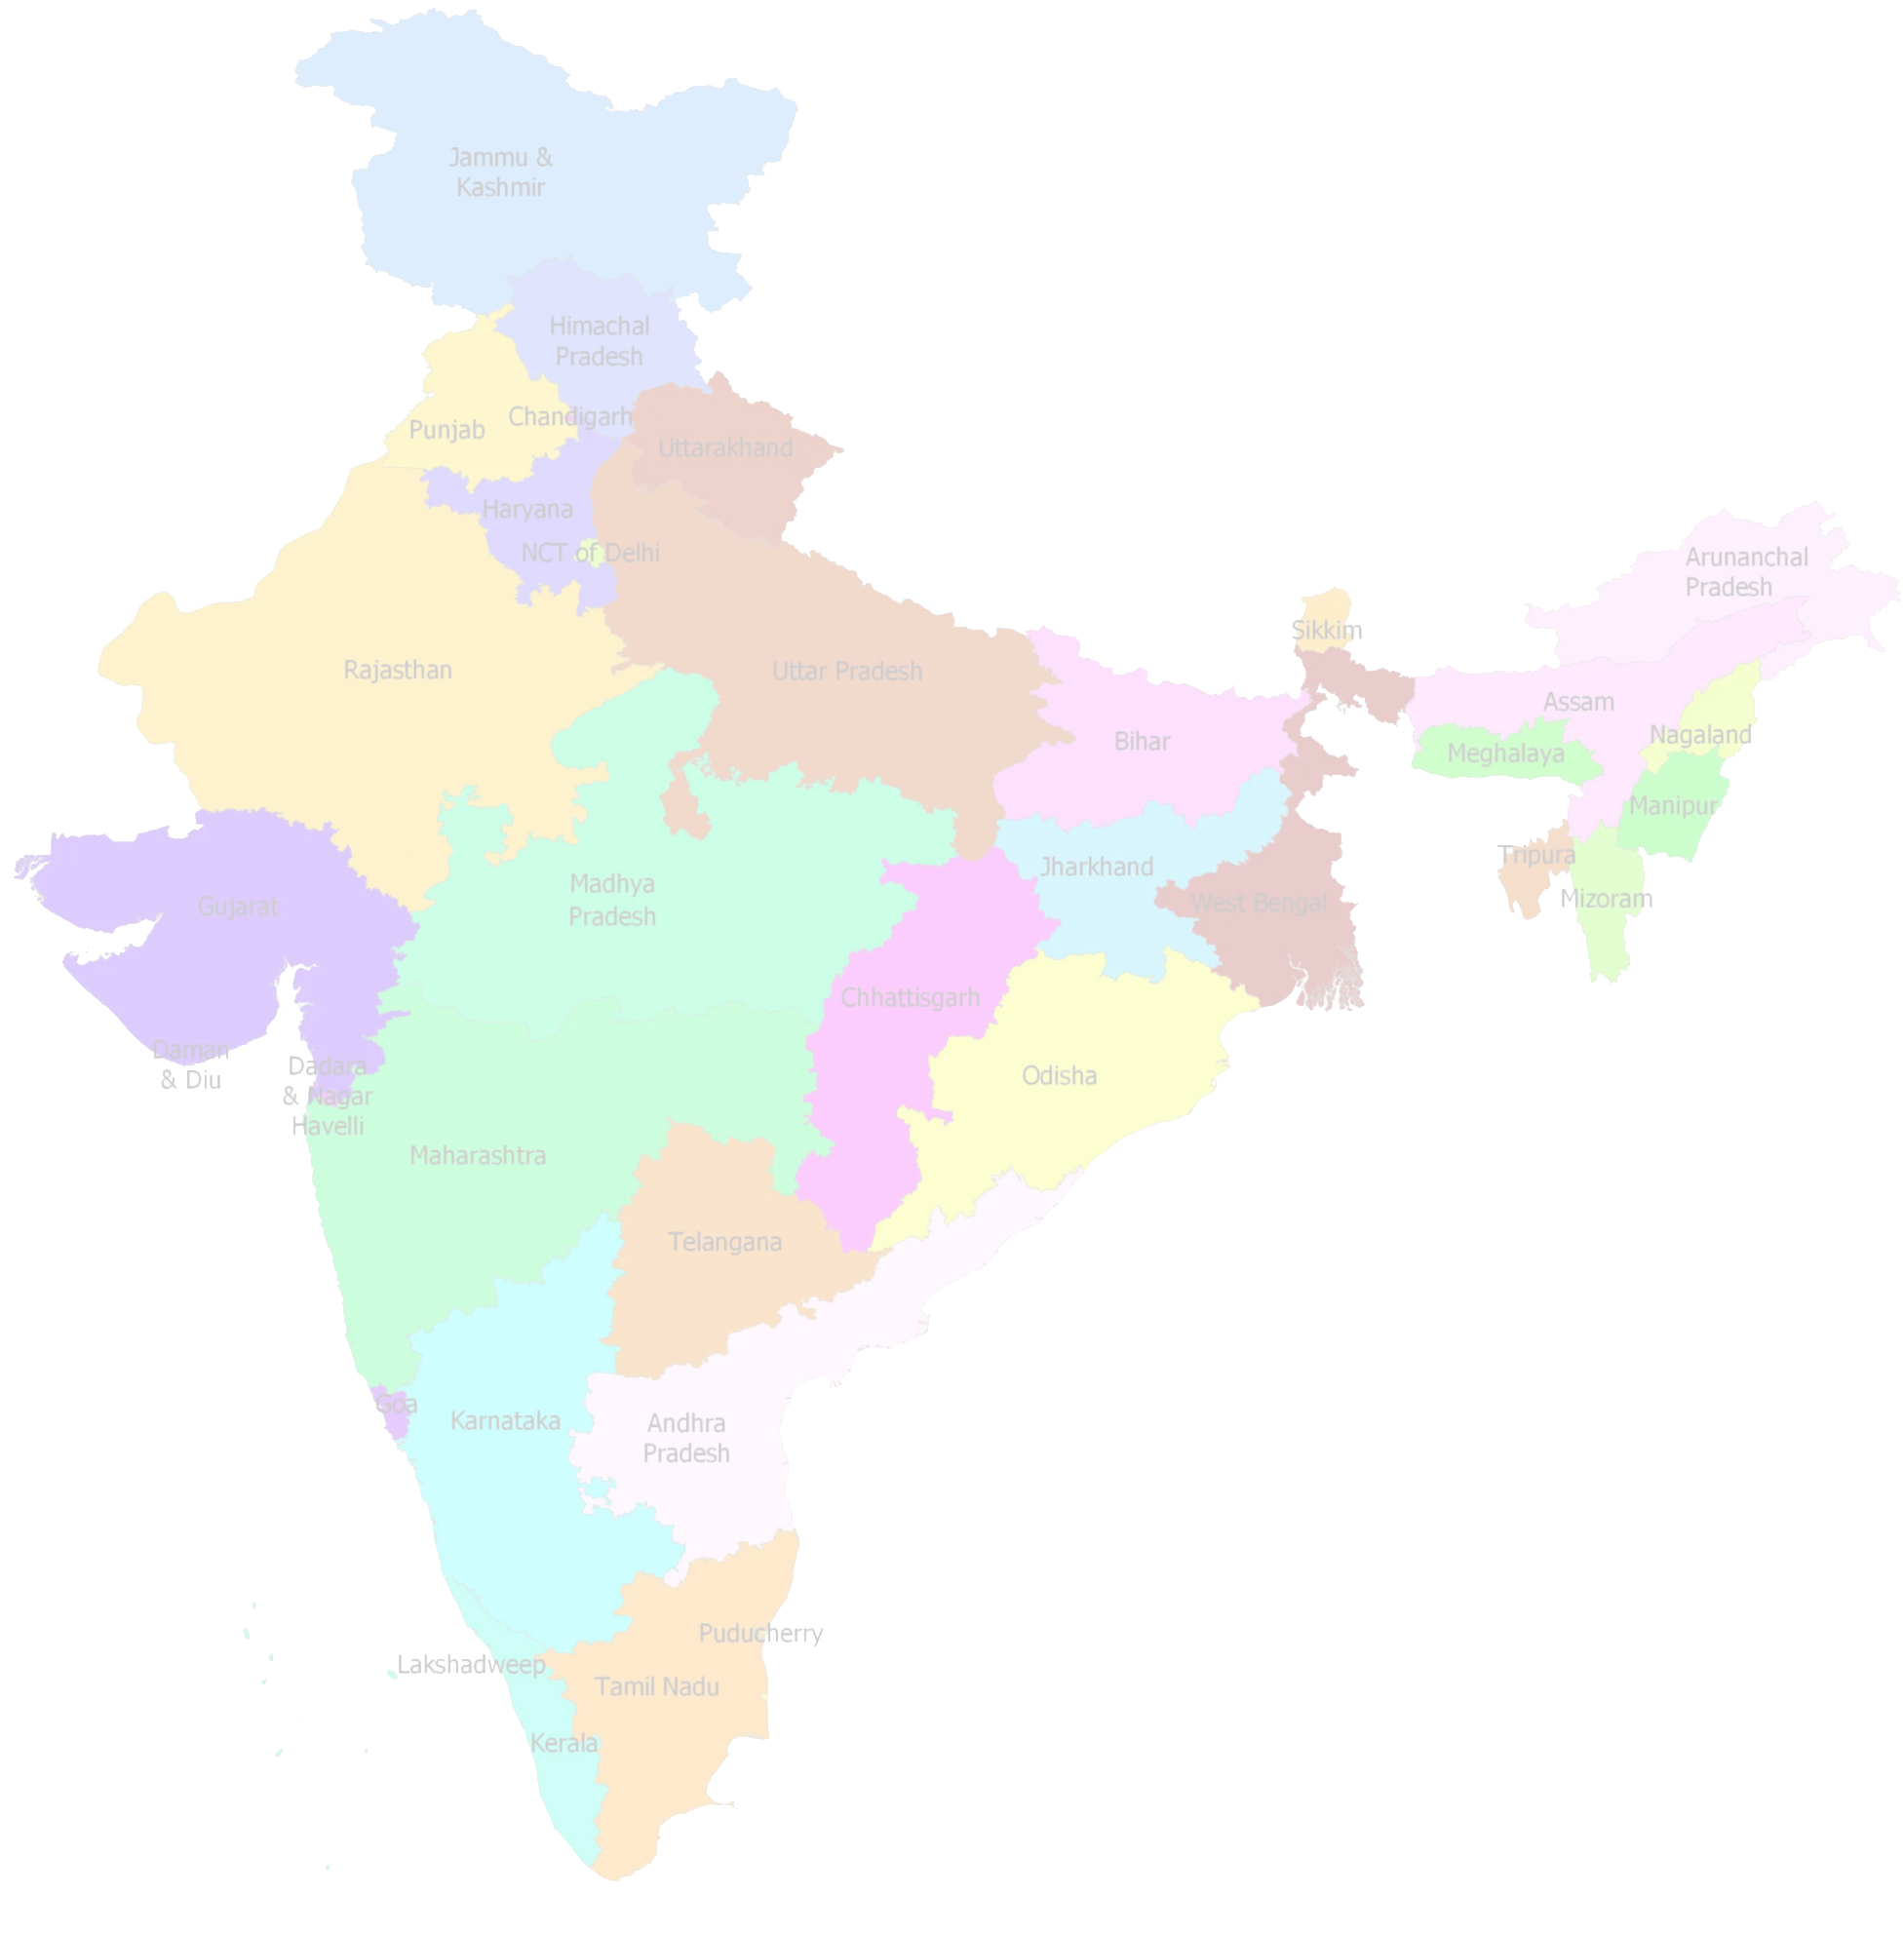 Jammu &
Kashmir
Himachal
Pradesh
Chandigarh
Punjab
Uttarakhand
Haryana
NCT of Delhi
Arunanchal
Pradesh
Sikkim
Rajasthan
Uttar Pradesh
Assam
Nagaland
Bihar
Meghalaya
Manipur
Tripura
Jharkhand
Madhya
Pradesh
Mizoram
West Bengal
Gujarat
Chhattisgarh
Daman
& Diu
Dadara
& Nagar
Havelli
Odisha
Maharashtra
Telangana
Goa
Karnataka
Andhra
Pradesh
Puducherry
Lakshadweep
Tamil Nadu
Kerala